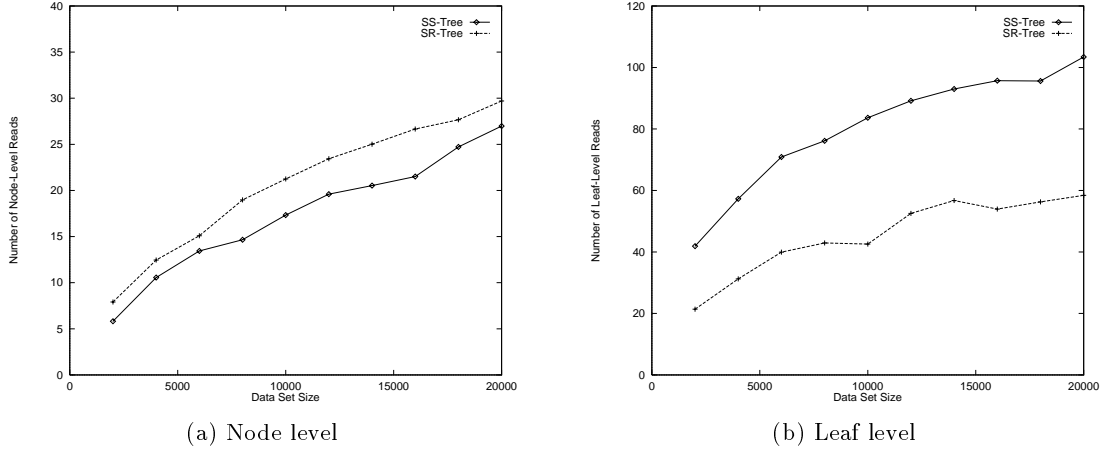 40
35
30
25
20
15
10
5
0
Number of Node-Level Reads
SS-Tree
SR-Tree
0 5000 10000 15000 20000
Data Set Size
(a) Node level
120
100
80
60
40
20
0
Number of Leaf-Level Reads
SS-Tree
SR-Tree
0 5000 10000 15000 20000
Data Set Size
(b) Leaf level